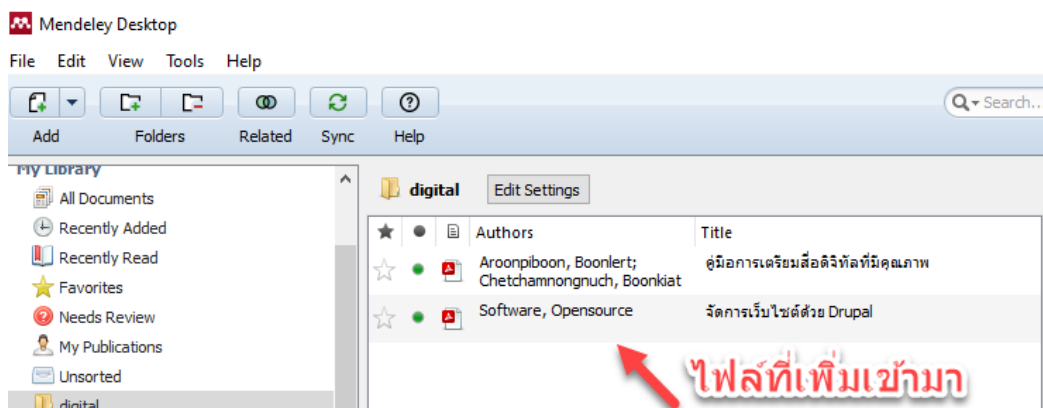 Mendeley Desktop
File Edit View Tools Help
Search...
Add Folders Related Sync Help
My Library
All Documents
Recently Added
Recently Read
Favorites
Needs Review
My Publications
Unsorted
digital
digital Edit Settings
Authors Title
Aroonpiboon, Boonlert;
Chetchamnongnuch, Boonkiat
คู่มือการเตรียมสื่อดิจิทัลที่มีคุณภาพ
Software, Opensource จัดการเว็บไซต์ด้วย Drupal
ไฟล์ที่เพิ่มเข้ามา